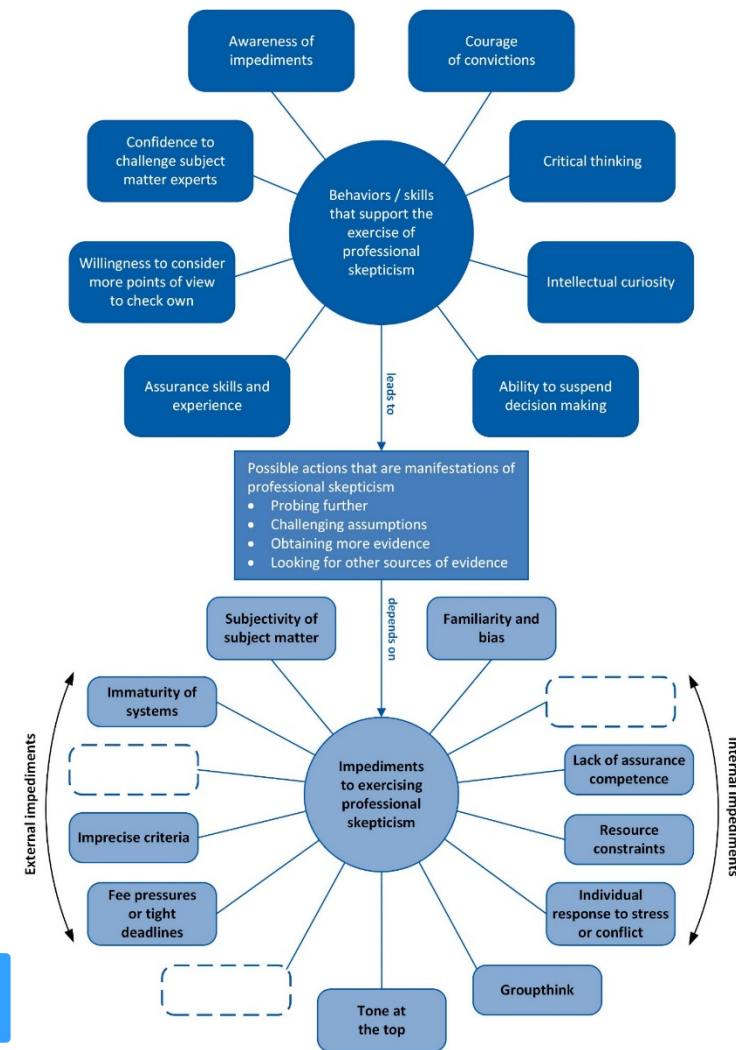 Awareness of
impediments
Courage
of convictions
Confidence to
challenge subject
matter experts
Critical thinking
Behaviors / skills
that support the
exercise of
professional
skepticism
Willingness to consider
more points of view
to check own
Intellectual curiosity
Assurance skills and
experience
Ability to suspend
decision making
leads to
Possible actions that are manifestations of
professional skepticism
• Probing further
• Challenging assumptions
• Obtaining more evidence
• Looking for other sources of evidence
depends on
Subjectivity of
subject matter
Familiarity and
bias
External impediments
Immaturity of
systems
Imprecise criteria
Fee pressures
or tight
deadlines
Impediments
to exercising
professional
skepticism
Internal impediments
Lack of assurance
competence
Resource
constraints
Individual
response to stress
or conflict
Groupthink
Tone at
the top